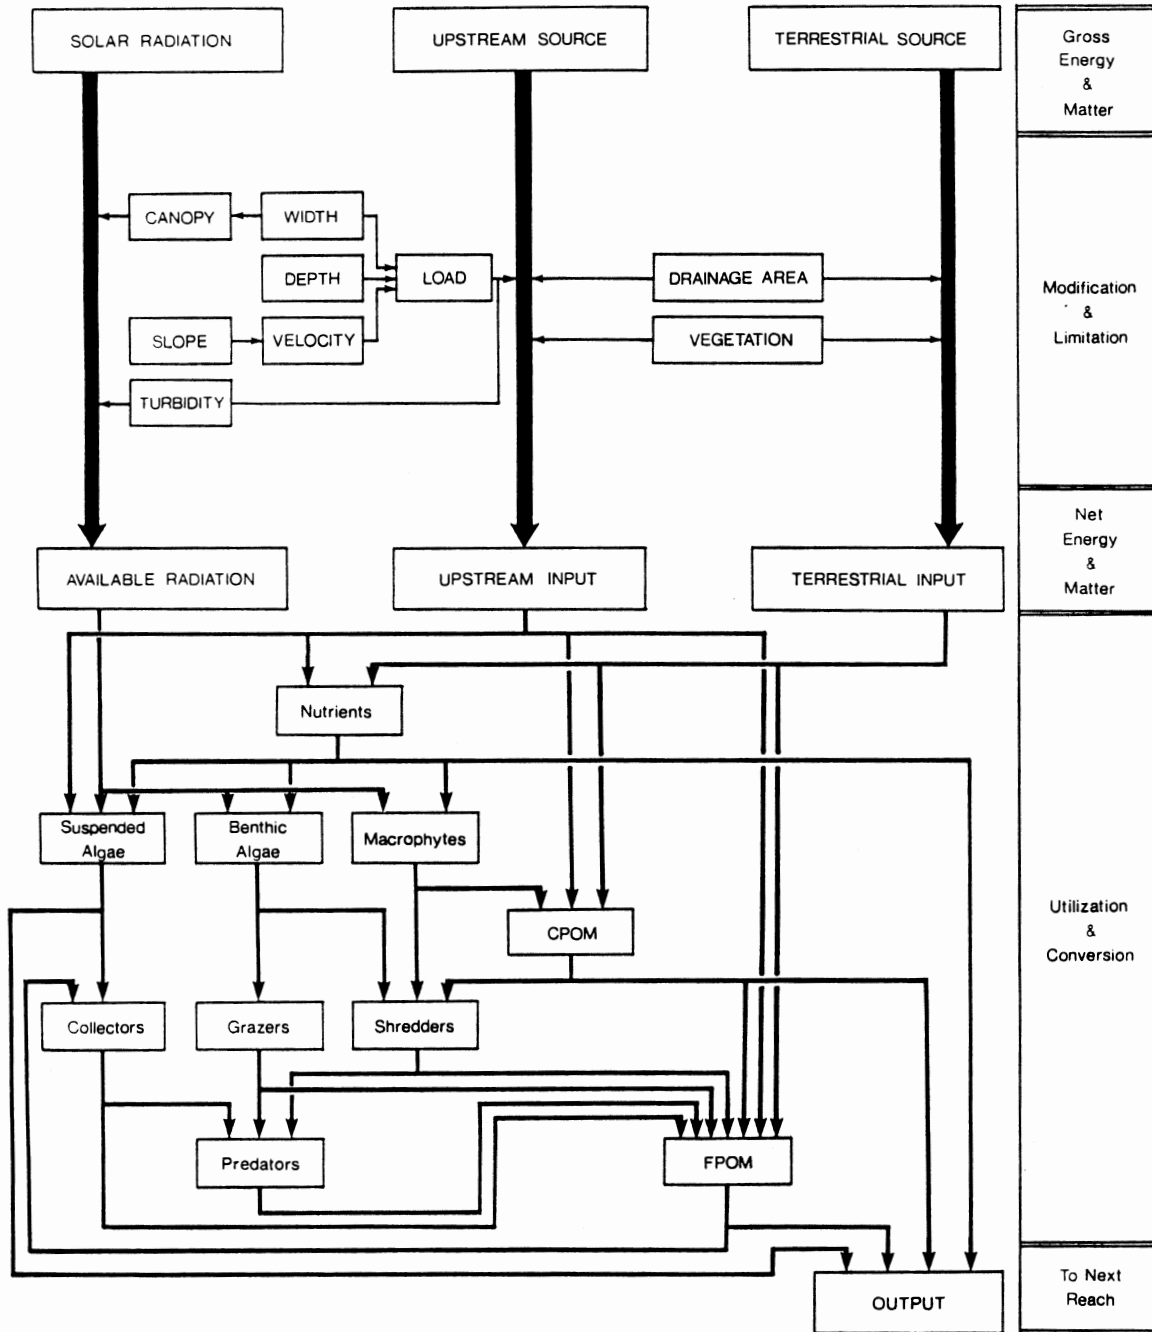 SOLAR RADIATION
UPSTREAM SOURCE
TERRESTRIAL SOURCE
Gross
Energy
&
Matter
CANOPY
WIDTH
DEPTH
LOAD
DRAINAGE AREA
SLOPE
VELOCITY
VEGETATION
TURBIDITY
Modification
&
Limitation
AVAILABLE RADIATION
UPSTREAM INPUT
TERRESTRIAL INPUT
Net
Energy
&
Matter
Nutrients
Suspended
Algae
Benthic
Algae
Macrophytes
CPOM
Utilization
&
Conversion
Collectors
Grazers
Shredders
Predators
FPOM
OUTPUT
To Next
Reach